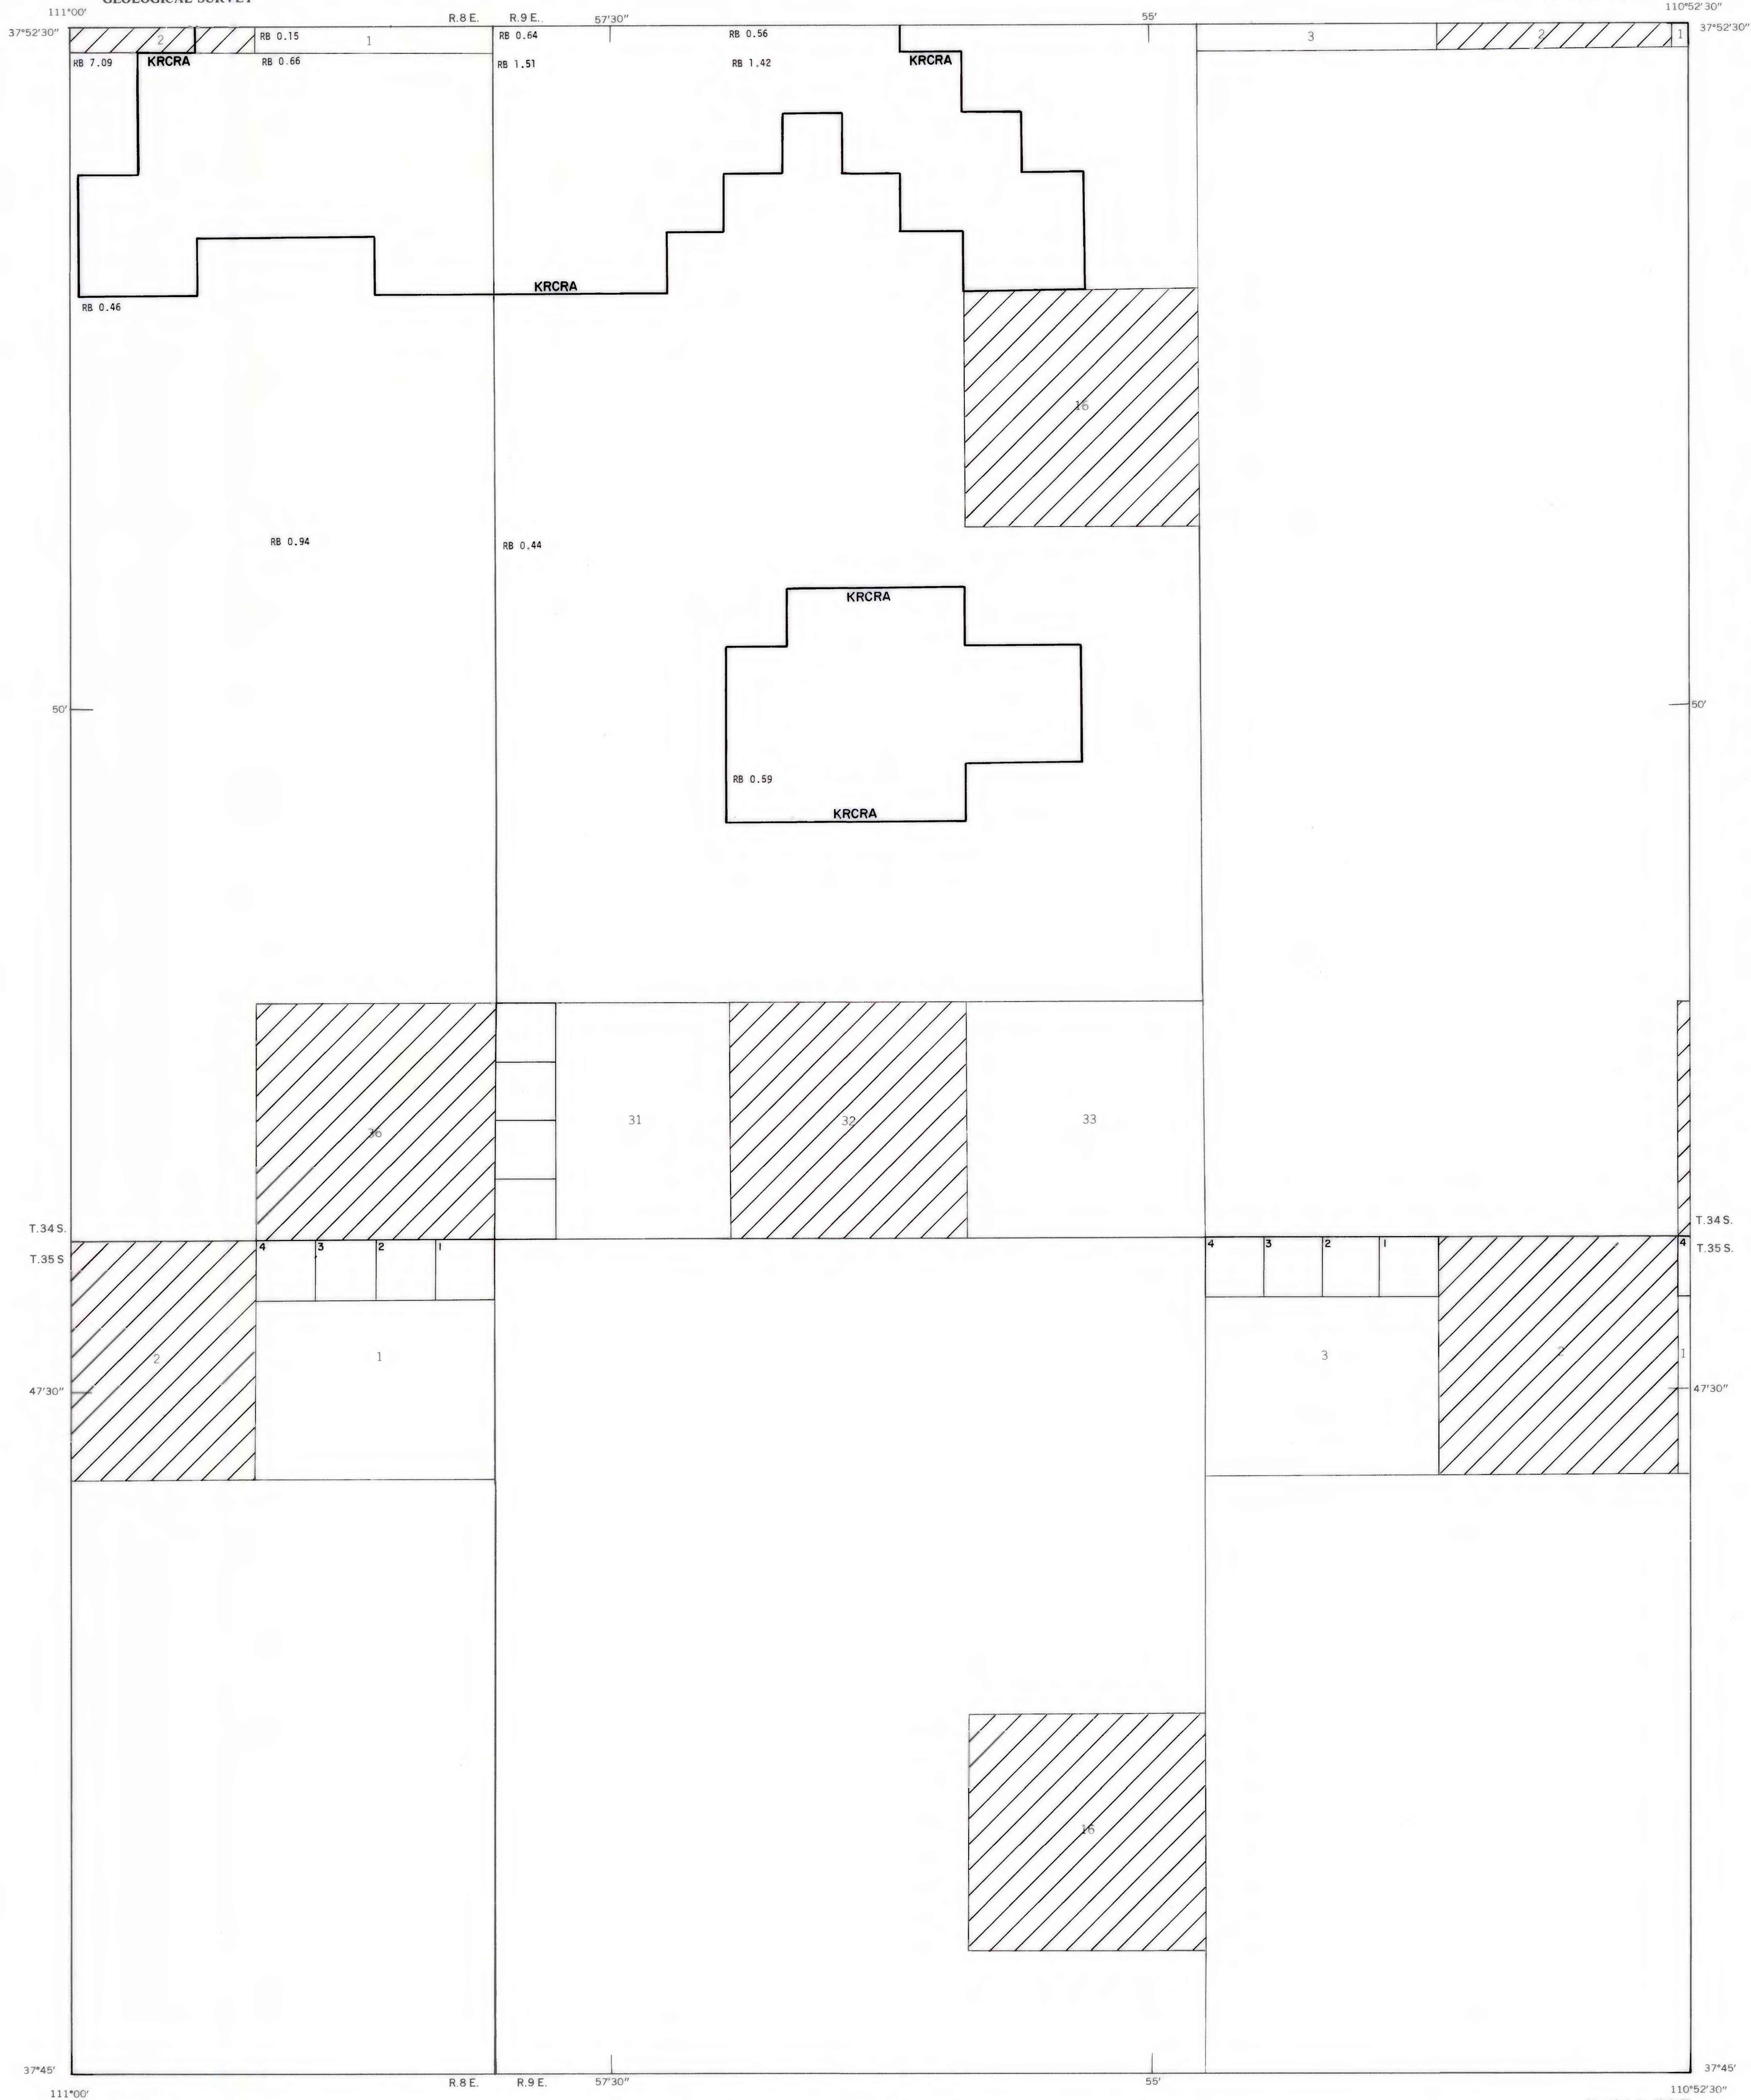 GEOLOGICAL SURVEY
111°00' R.8 E. R.9 E. 57'30" 55' 110°52'30"
37°52'30" 2 RB 0.15 1 RB 0.64 RB 0.56 3 2 1 37°52'30"
RB 7.09 KRCRA RB 0.66 RB 1.51 RB 1.42 KRCRA
KRCRA
RB 0.46
16
RB 0.94 RB 0.44
KRCRA
50' 50'
RB 0.59
KRCRA
36 31 32 33
T.34 S. T.34 S.
T.35 S 4 3 2 1 4 3 2 1 4 T.35 S.
2 1 3 2 1
47'30" 47'30"
16
37°45' 37°45'
111°00' R.8 E. R.9 E. 57'30" 55' 110°52'30"